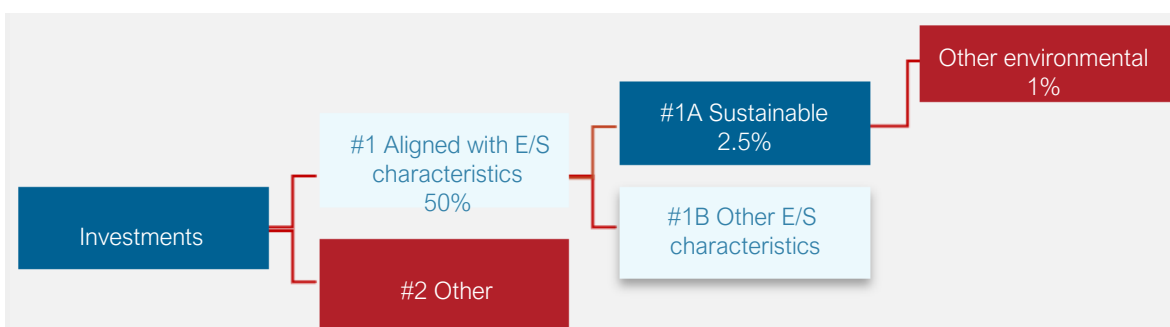 Investments
#1 Aligned with E/S
characteristics
50%
#2 Other
#1A Sustainable
2.5%
#1B Other E/S
characteristics
Other environmental
1%